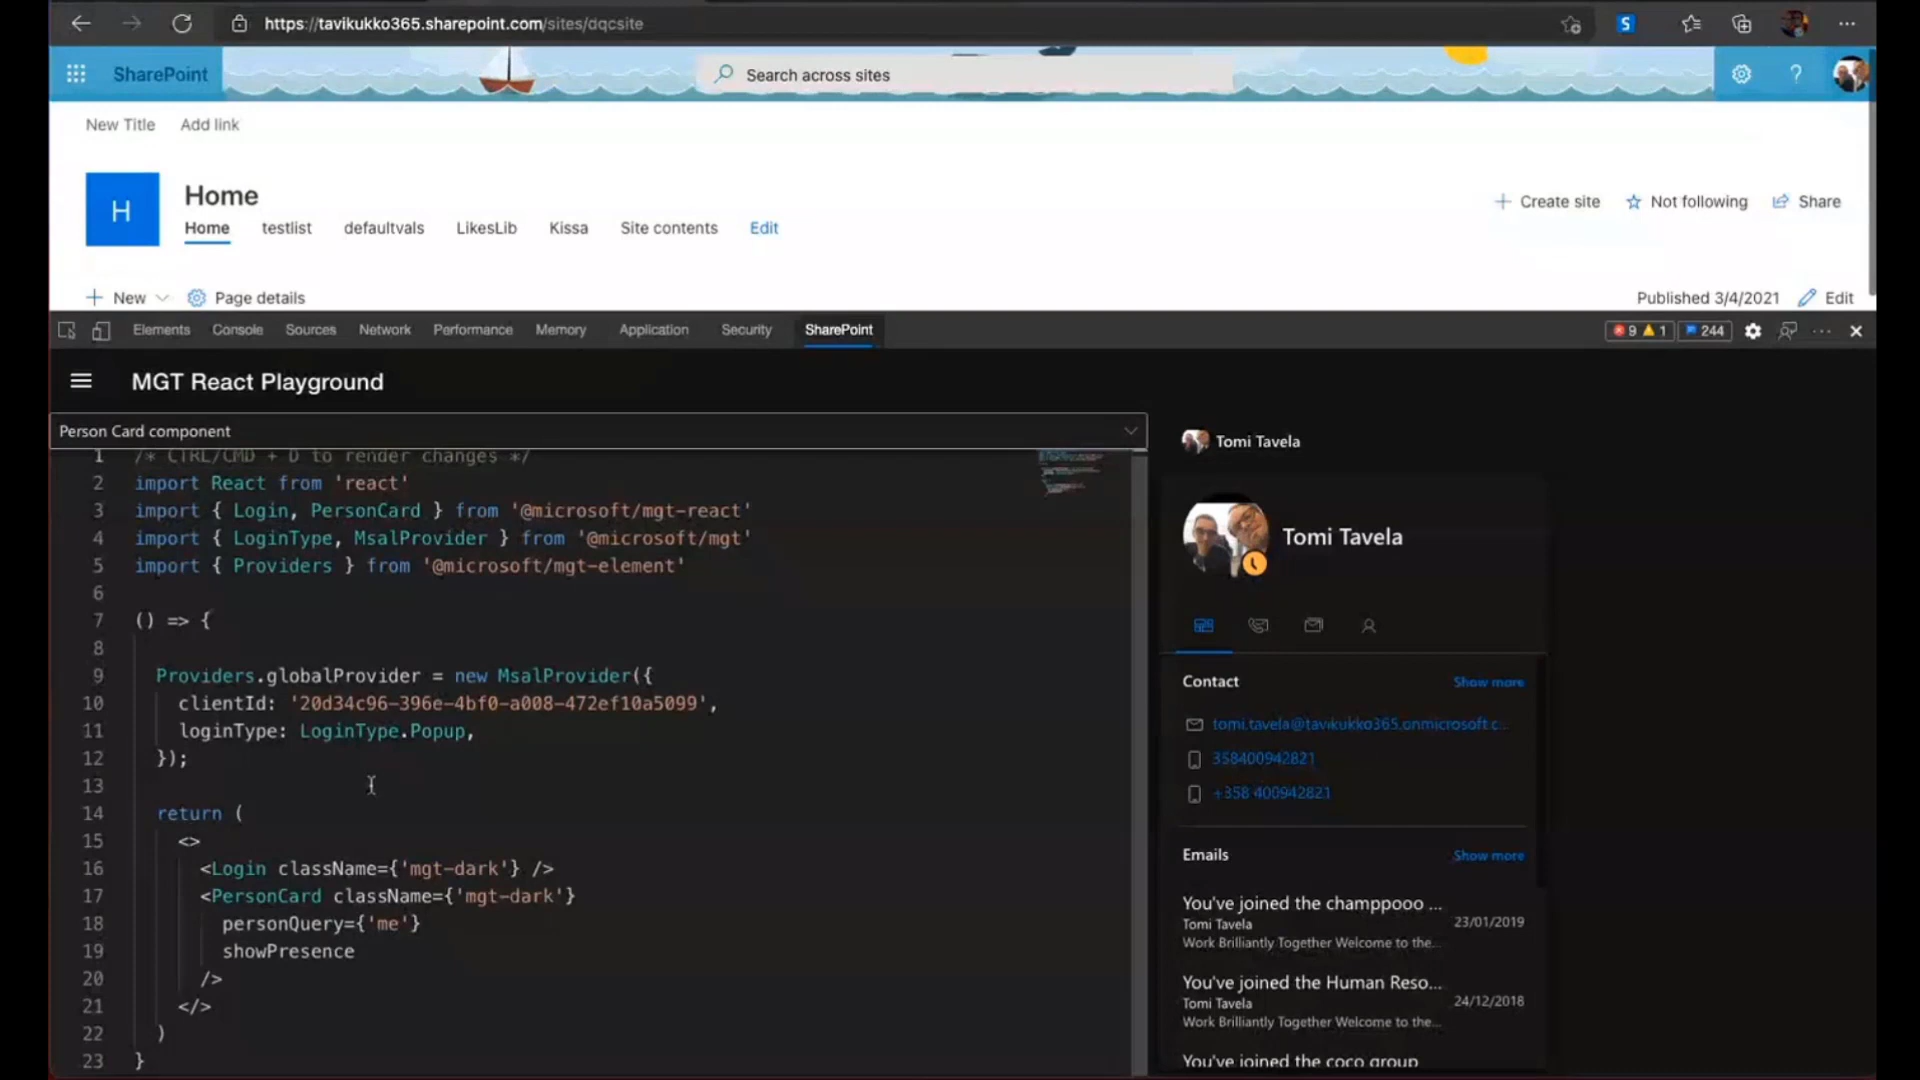 https://tavikukko365.sharepoint.com/sites/dqcsite
SharePoint
Search across sites
New Title Add link
H
Home
Create site Not following Share
Home testlist defaultvals LikesLib Kissa Site contents Edit
New Page details
Published 3/4/2021 Edit
Elements Console Sources Network Performance Memory Application Security SharePoint
9 1 244
MGT React Playground
Person Card component
1 /* CTRL/CMD + D to render changes */
2 import React from 'react'
3 import { Login, PersonCard } from '@microsoft/mgt-react'
4 import { LoginType, MsalProvider } from '@microsoft/mgt'
5 import { Providers } from '@microsoft/mgt-element'
6
7 () => {
8
9 Providers.globalProvider = new MsalProvider({
10 clientId: '20d34c96-396e-4bf0-a008-472ef10a5099',
11 loginType: LoginType.Popup,
12 });
13
14 return (
15 <>
16 <Login className={'mgt-dark'} />
17 <PersonCard className={'mgt-dark'}
18 personQuery={'me'}
19 showPresence
20 />
21 </>
22 )
23 }
Tomi Tavela
Tomi Tavela
Contact Show more
tomi.tavela@tavikukko365.onmicrosoft.c...
358400942821
+358 400942821
Emails Show more
You've joined the champpooo ...
Tomi Tavela
23/01/2019
Work Brilliantly Together Welcome to the...
You've joined the Human Reso...
Tomi Tavela
24/12/2018
Work Brilliantly Together Welcome to the...
You've joined the coco group